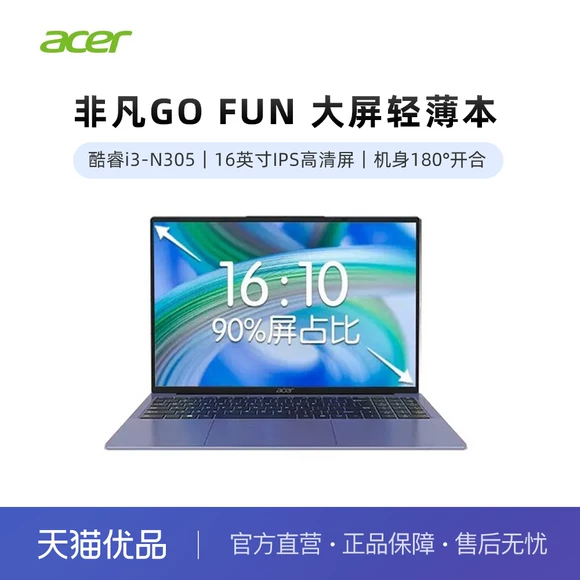 acer
非凡GO FUN 大屏轻薄本
酷睿i3-N305｜16英寸IPS高清屏｜机身180°开合
16:10
90%屏占比
acer
天猫优品｜官方直营·正品保障·售后无忧